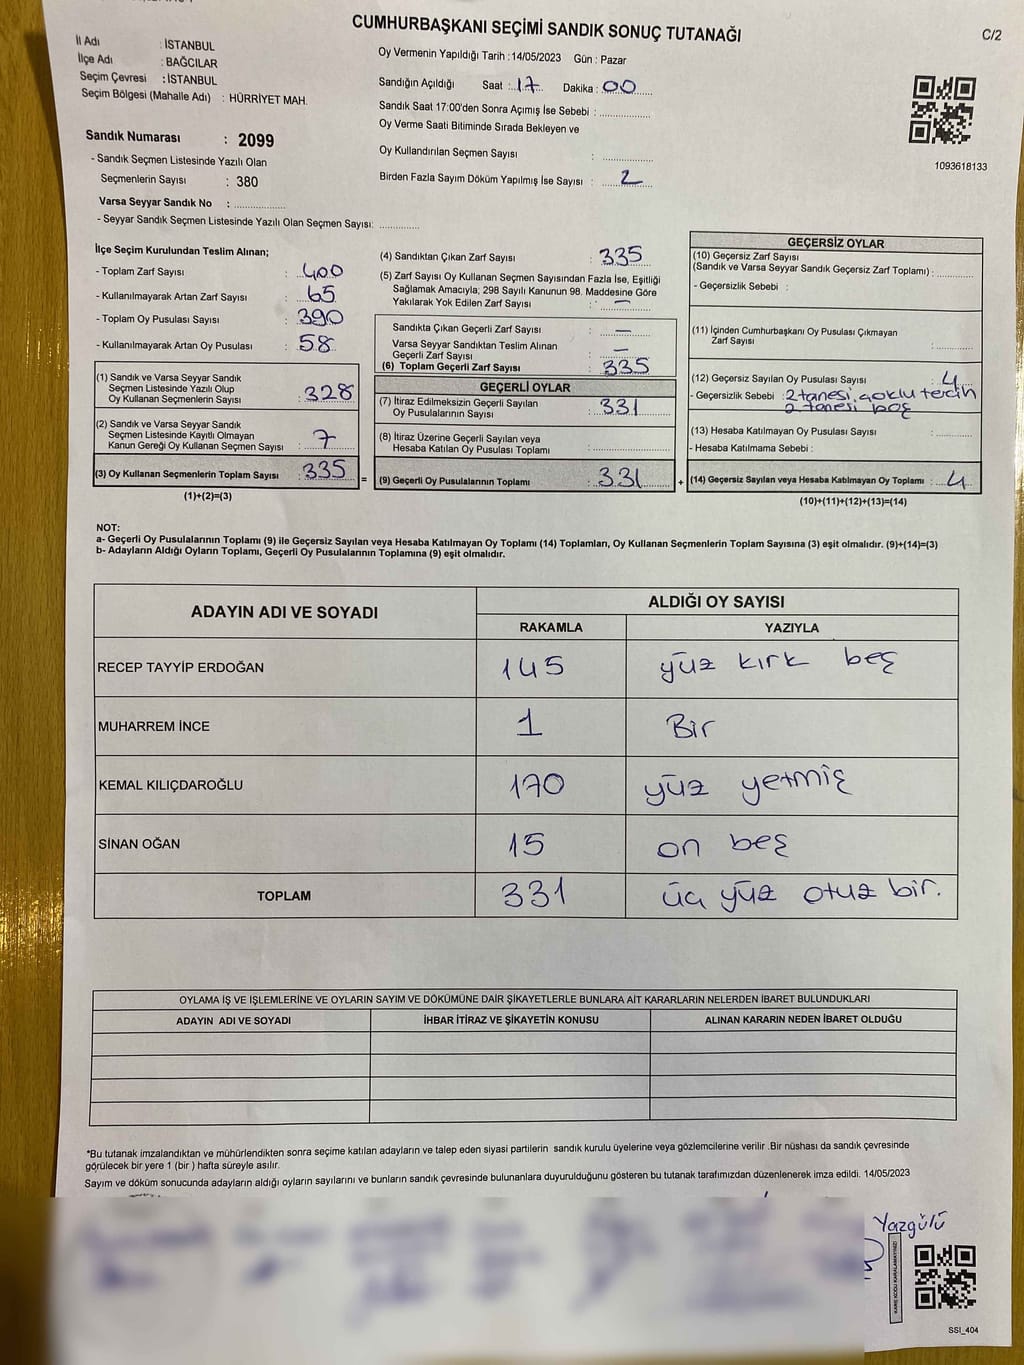 CUMHURBAŞKANI SEÇİMİ SANDIK SONUÇ TUTANAĞI
C/2
İl Adı : İSTANBUL
İlçe Adı : BAĞCILAR
Seçim Çevresi : İSTANBUL
Seçim Bölgesi (Mahalle Adı) : HÜRRİYET MAH.
Sandık Numarası : 2099
- Sandık Seçmen Listesinde Yazılı Olan
Seçmenlerin Sayısı : 380
Varsa Seyyar Sandık No : ..............
- Seyyar Sandık Seçmen Listesinde Yazılı Olan Seçmen Sayısı: ..............
Oy Vermenin Yapıldığı Tarih :14/05/2023 Gün : Pazar
Sandığın Açıldığı Saat : 17 Dakika : 00
Sandık Saat 17:00'den Sonra Açımış İse Sebebi : ..............
Oy Verme Saati Bitiminde Sırada Bekleyen ve
Oy Kullandırılan Seçmen Sayısı : ..............
Birden Fazla Sayım Döküm Yapılmış İse Sayısı : 2
1093618133
İlçe Seçim Kurulundan Teslim Alınan;
- Toplam Zarf Sayısı : 400
- Kullanılmayarak Artan Zarf Sayısı : 65
- Toplam Oy Pusulası Sayısı : 390
- Kullanılmayarak Artan Oy Pusulası : 58
(1) Sandık ve Varsa Seyyar Sandık
Seçmen Listesinde Yazılı Olup
Oy Kullanan Seçmenlerin Sayısı : 328
(2) Sandık ve Varsa Seyyar Sandık
Seçmen Listesinde Kayıtlı Olmayan
Kanun Gereği Oy Kullanan Seçmen Sayısı : 7
(3) Oy Kullanan Seçmenlerin Toplam Sayısı : 335
(1)+(2)=(3)
=
(4) Sandıktan Çıkan Zarf Sayısı : 335
(5) Zarf Sayısı Oy Kullanan Seçmen Sayısından Fazla İse, Eşitliği
Sağlamak Amacıyla; 298 Sayılı Kanunun 98. Maddesine Göre
Yakılarak Yok Edilen Zarf Sayısı : —
Sandıkta Çıkan Geçerli Zarf Sayısı : —
Varsa Seyyar Sandıktan Teslim Alınan
Geçerli Zarf Sayısı : —
(6) Toplam Geçerli Zarf Sayısı : 335
GEÇERLİ OYLAR
(7) İtiraz Edilmeksizin Geçerli Sayılan
Oy Pusulalarının Sayısı : 331
(8) İtiraz Üzerine Geçerli Sayılan veya
Hesaba Katılan Oy Pusulası Toplamı : ..............
(9) Geçerli Oy Pusulalarının Toplamı : 331
+
GEÇERSİZ OYLAR
(10) Geçersiz Zarf Sayısı
(Sandık ve Varsa Seyyar Sandık Geçersiz Zarf Toplamı) : ..............
- Geçersizlik Sebebi :
(11) İçinden Cumhurbaşkanı Oy Pusulası Çıkmayan
Zarf Sayısı : ..............
(12) Geçersiz Sayılan Oy Pusulası Sayısı : 4
- Geçersizlik Sebebi : 2 tanesi çoklu tercih
2 tanesi boş
(13) Hesaba Katılmayan Oy Pusulası Sayısı : ..............
- Hesaba Katılmama Sebebi :
(14) Geçersiz Sayılan veya Hesaba Katılmayan Oy Toplamı : 4
(10)+(11)+(12)+(13)=(14)
NOT:
a- Geçerli Oy Pusulalarının Toplamı (9) ile Geçersiz Sayılan veya Hesaba Katılmayan Oy Toplamı (14) Toplamları, Oy Kullanan Seçmenlerin Toplam Sayısına (3) eşit olmalıdır. (9)+(14)=(3)
b- Adayların Aldığı Oyların Toplamı, Geçerli Oy Pusulalarının Toplamına (9) eşit olmalıdır.
ADAYIN ADI VE SOYADI ALDIĞI OY SAYISI
RAKAMLA YAZIYLA
RECEP TAYYİP ERDOĞAN 145 yüz kırk beş
MUHARREM İNCE 1 Bir
KEMAL KILIÇDAROĞLU 170 yüz yetmiş
SİNAN OĞAN 15 on beş
TOPLAM 331 üç yüz otuz bir.
OYLAMA İŞ VE İŞLEMLERİNE VE OYLARIN SAYIM VE DÖKÜMÜNE DAİR ŞİKAYETLERLE BUNLARA AİT KARARLARIN NELERDEN İBARET BULUNDUKLARI
ADAYIN ADI VE SOYADI İHBAR İTİRAZ VE ŞİKAYETİN KONUSU ALINAN KARARIN NEDEN İBARET OLDUĞU
*Bu tutanak imzalandıktan ve mühürlendikten sonra seçime katılan adayların ve talep eden siyasi partilerin sandık kurulu üyelerine veya gözlemcilerine verilir .Bir nüshası da sandık çevresinde
görülecek bir yere 1 (bir ) hafta süreyle asılır.
Sayım ve döküm sonucunda adayların aldığı oyların sayılarını ve bunların sandık çevresinde bulunanlara duyurulduğunu gösteren bu tutanak tarafımızdan düzenlenerek imza edildi. 14/05/2023
Yazgülü
KARE KODU KARALAMAYINIZ!
SSI_404